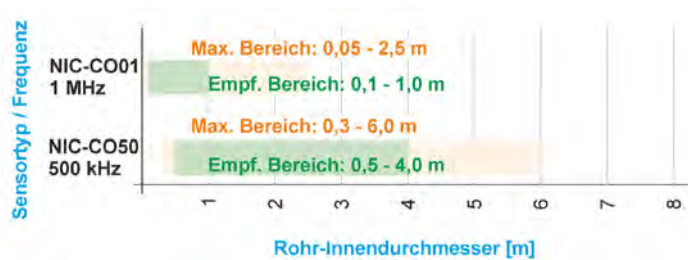 Sensortyp / Frequenz
NIC-CO01
1 MHz
Max. Bereich: 0,05 - 2,5 m
Empf. Bereich: 0,1 - 1,0 m
NIC-CO50
500 kHz
Max. Bereich: 0,3 - 6,0 m
Empf. Bereich: 0,5 - 4,0 m
1 2 3 4 5 6 7 8
Rohr-Innendurchmesser [m]